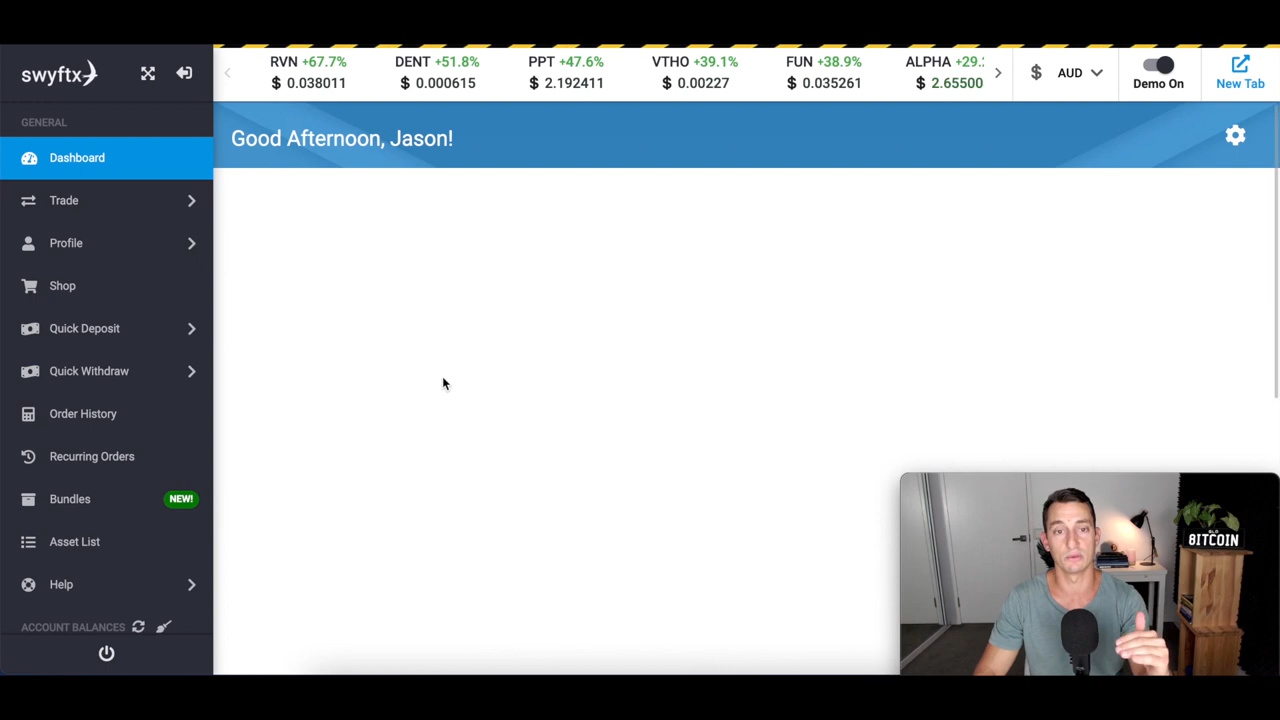 swyftx
RVN +67.7%
$ 0.038011
DENT +51.8%
$ 0.000615
PPT +47.6%
$ 2.192411
VTHO +39.1%
$ 0.00227
FUN +38.9%
$ 0.035261
ALPHA +29.
$ 2.65500
$ AUD
Demo On
New Tab
GENERAL
Dashboard
Trade
Profile
Shop
Quick Deposit
Quick Withdraw
Order History
Recurring Orders
Bundles NEW!
Asset List
Help
ACCOUNT BALANCES
Good Afternoon, Jason!
BITCOIN